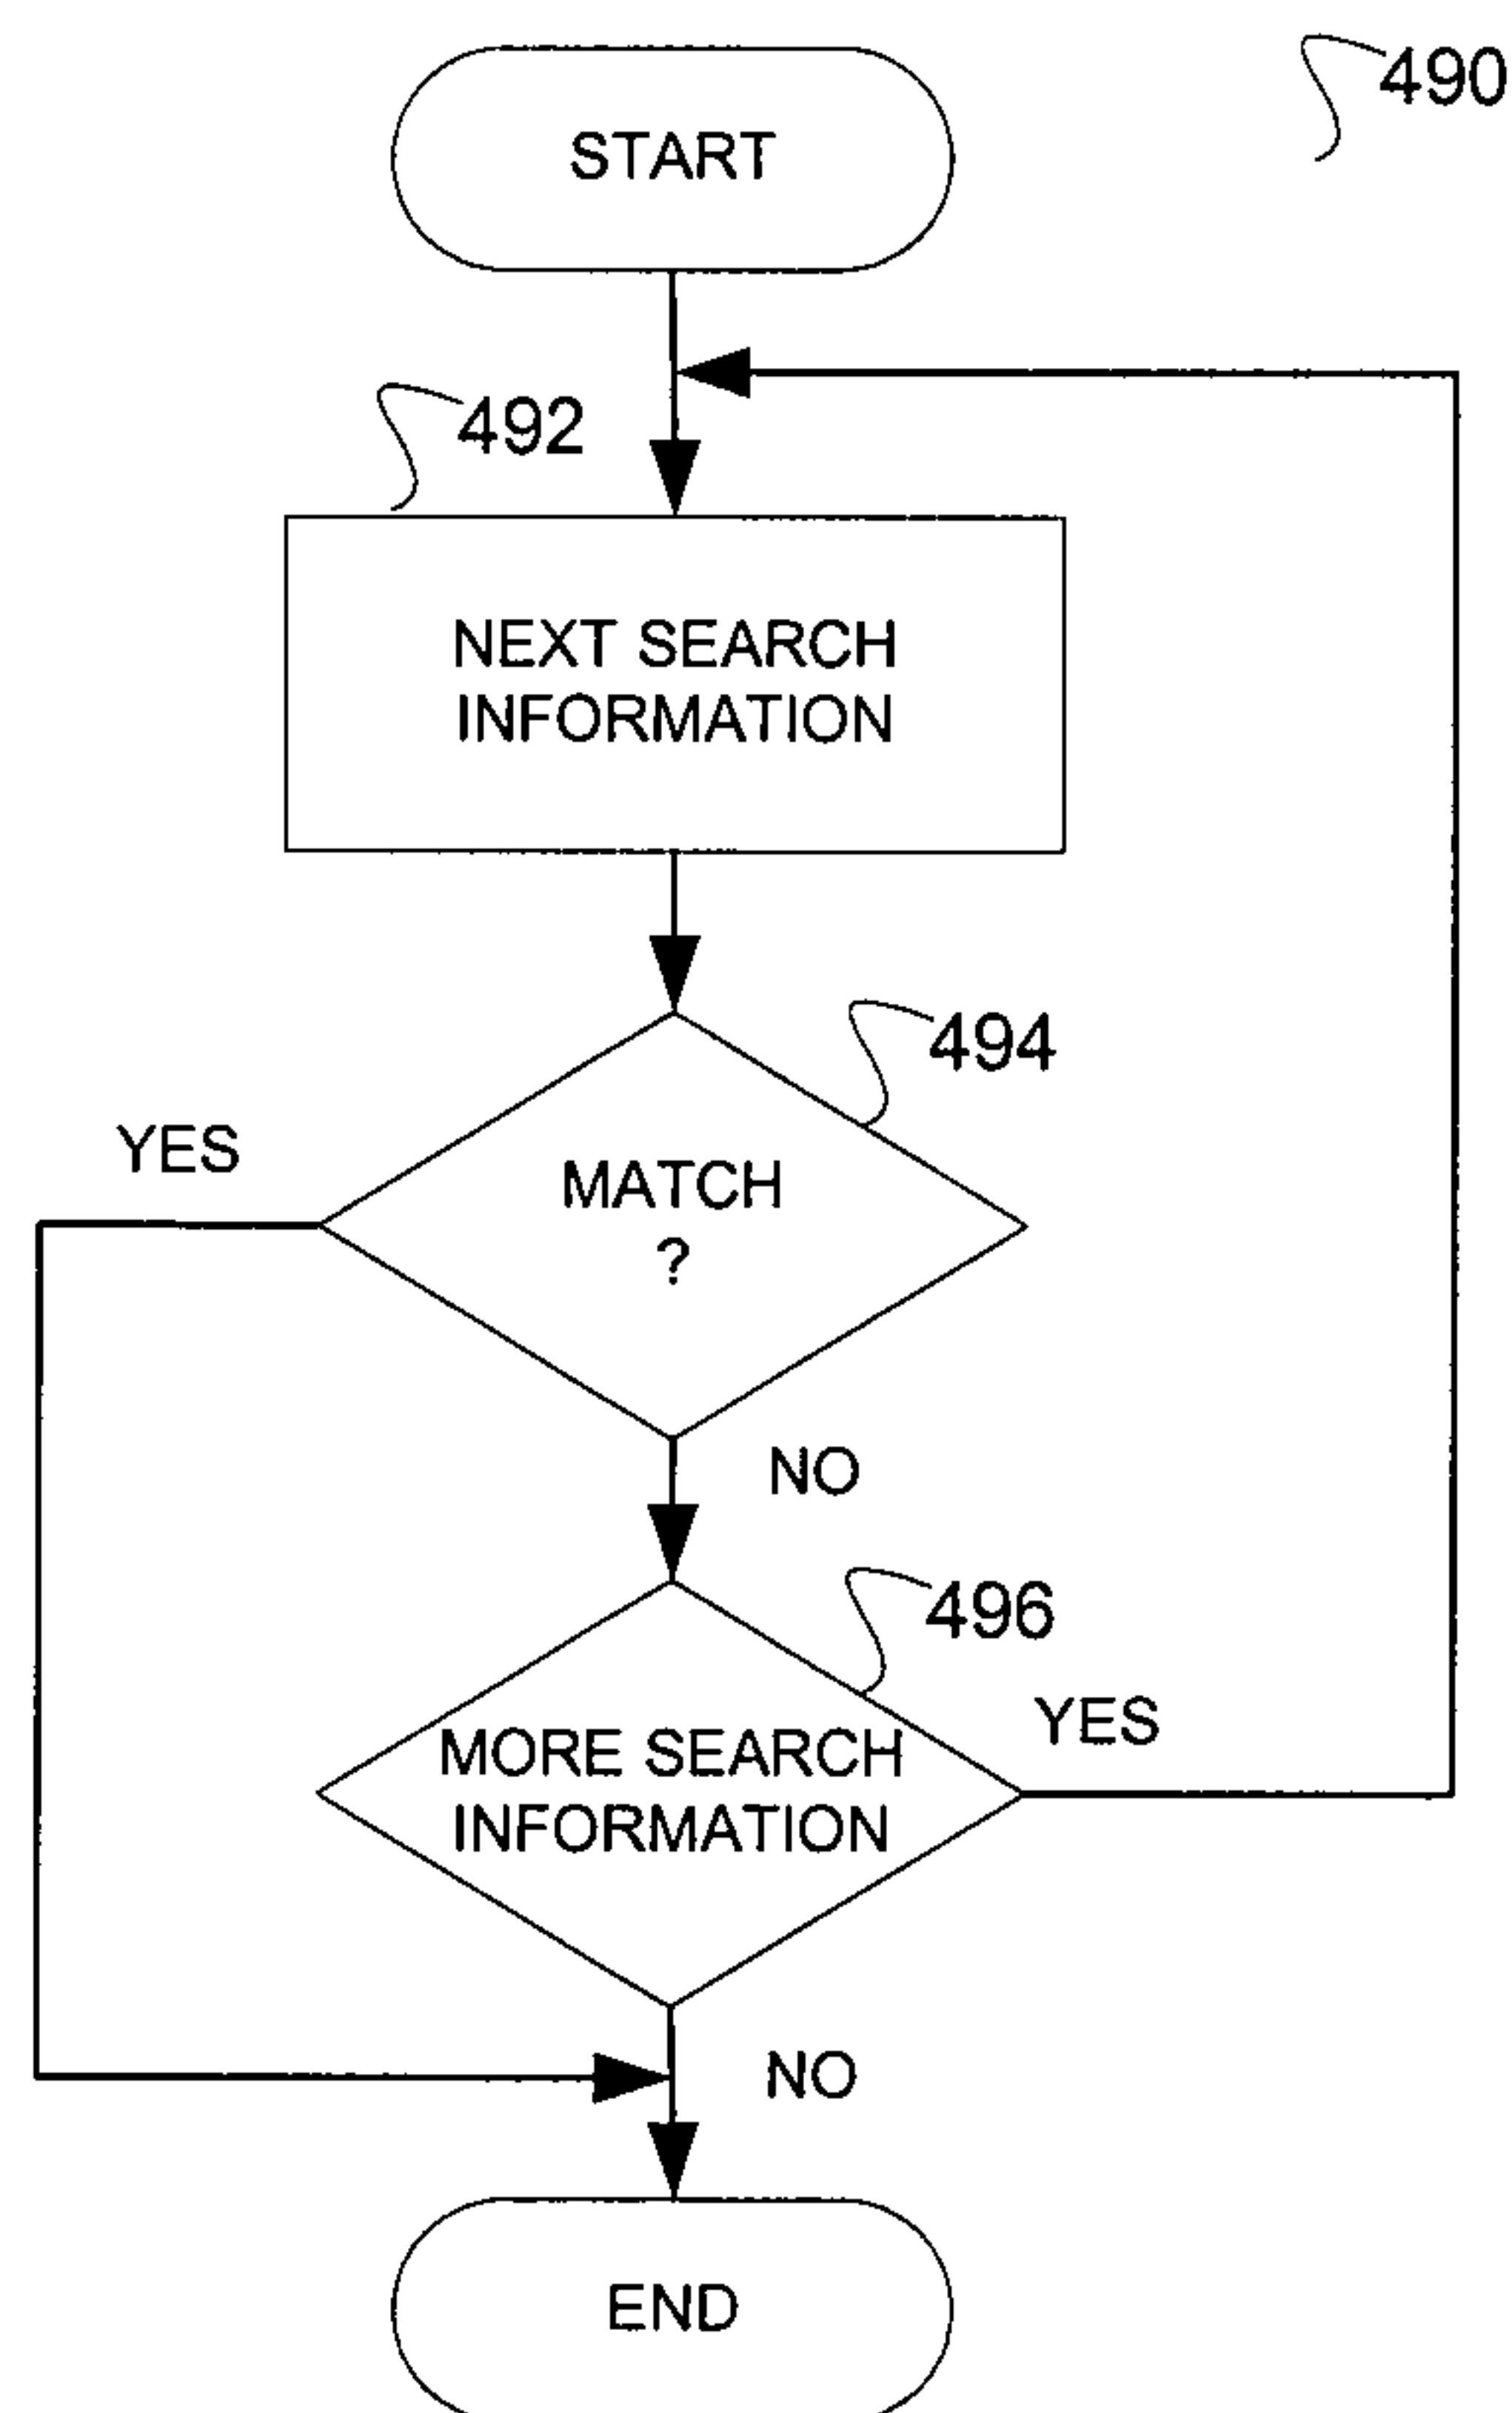 490
START
492
NEXT SEARCH
INFORMATION
494
YES
MATCH
?
NO
496
YES
MORE SEARCH
INFORMATION
NO
END